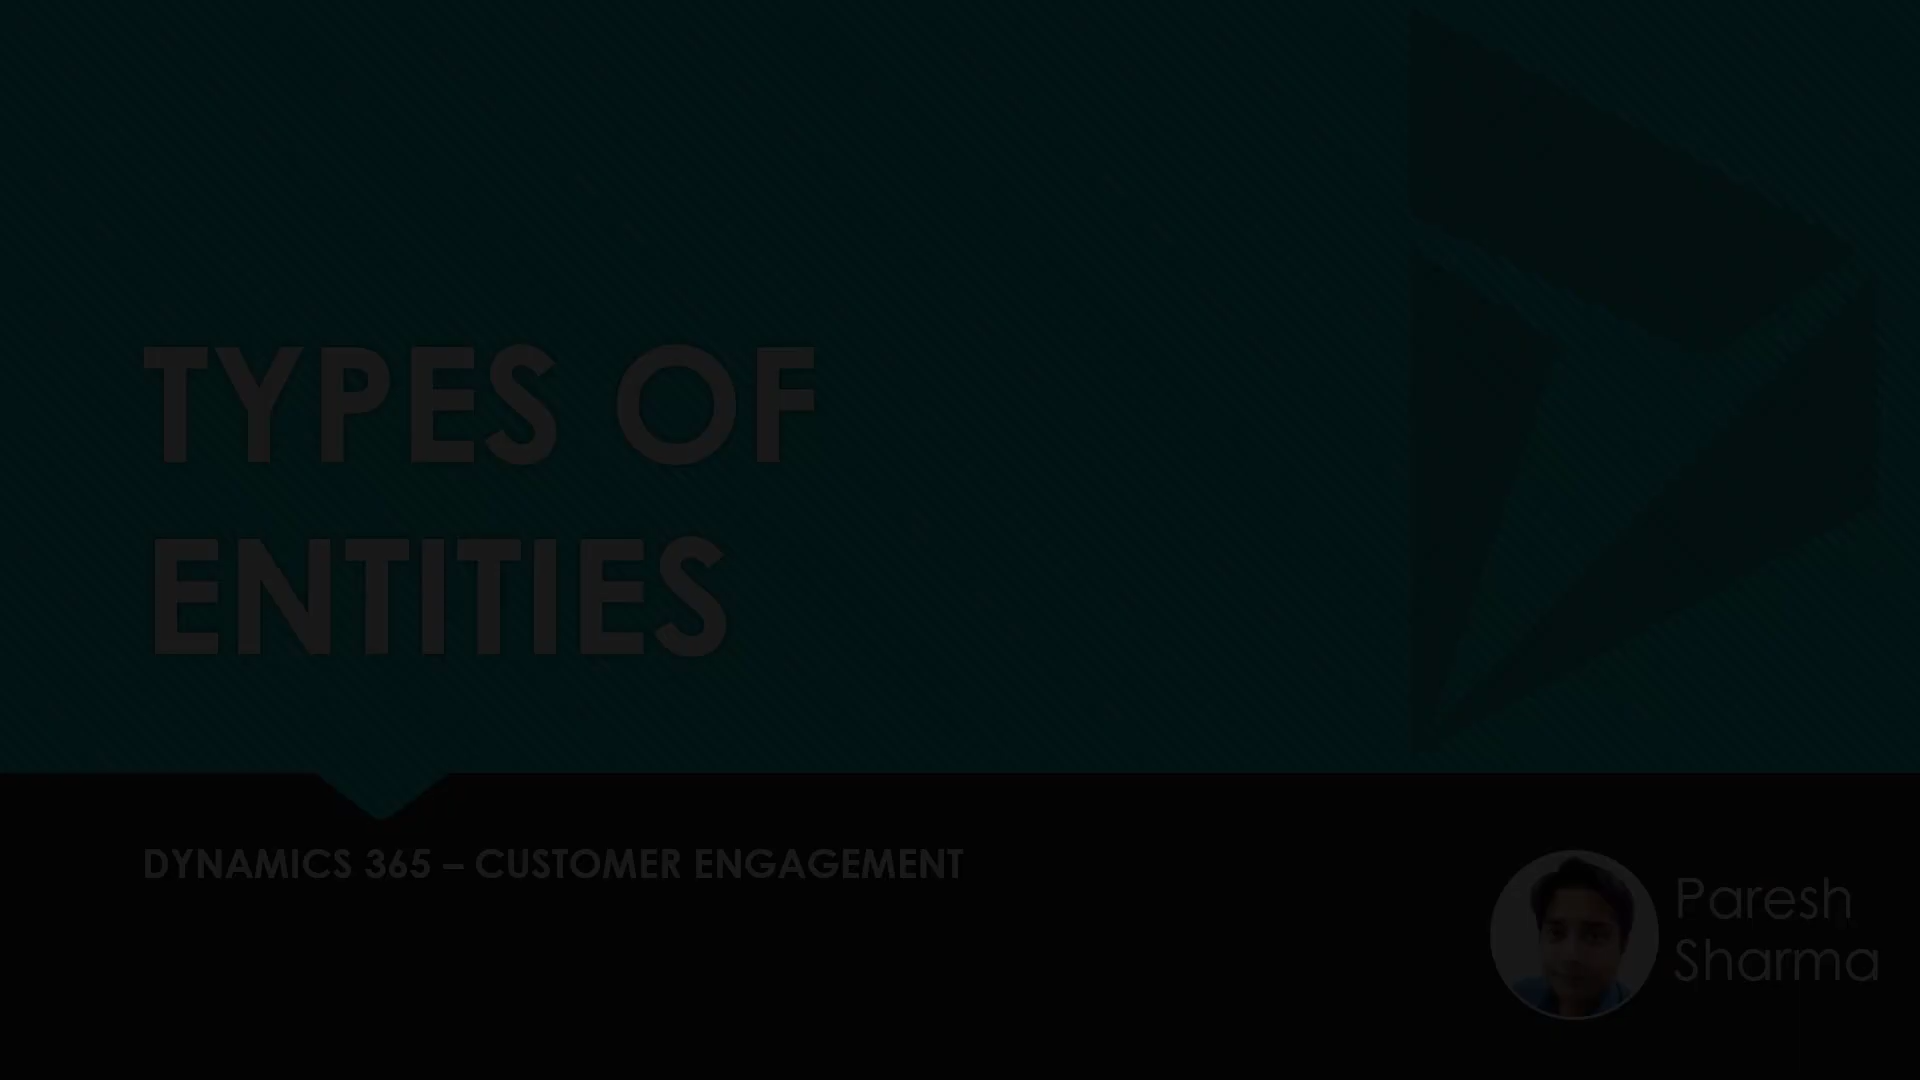 TYPES OF
ENTITIES
DYNAMICS 365 – CUSTOMER ENGAGEMENT
Paresh
Sharma